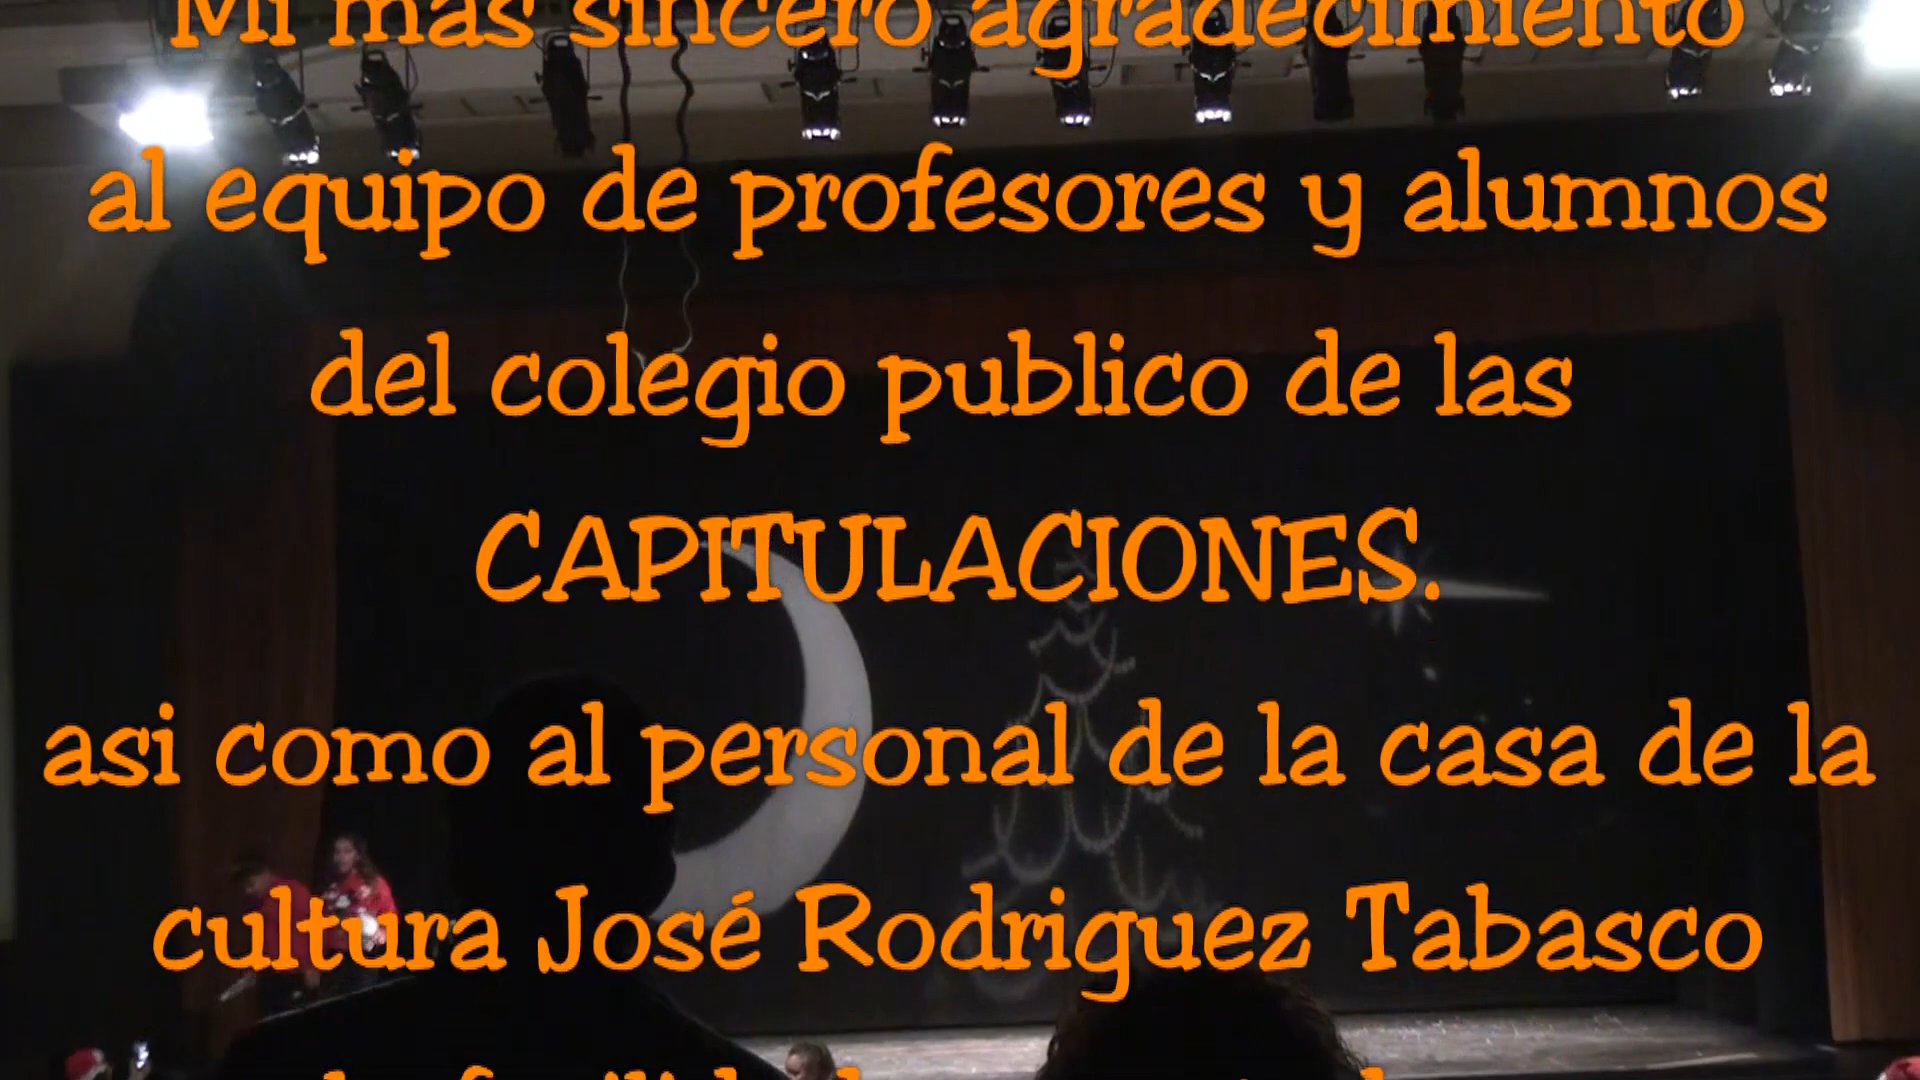 Mi mas sincero agradecimiento
al equipo de profesores y alumnos
del colegio publico de las
CAPITULACIONES.
asi como al personal de la casa de la
cultura José Rodriguez Tabasco